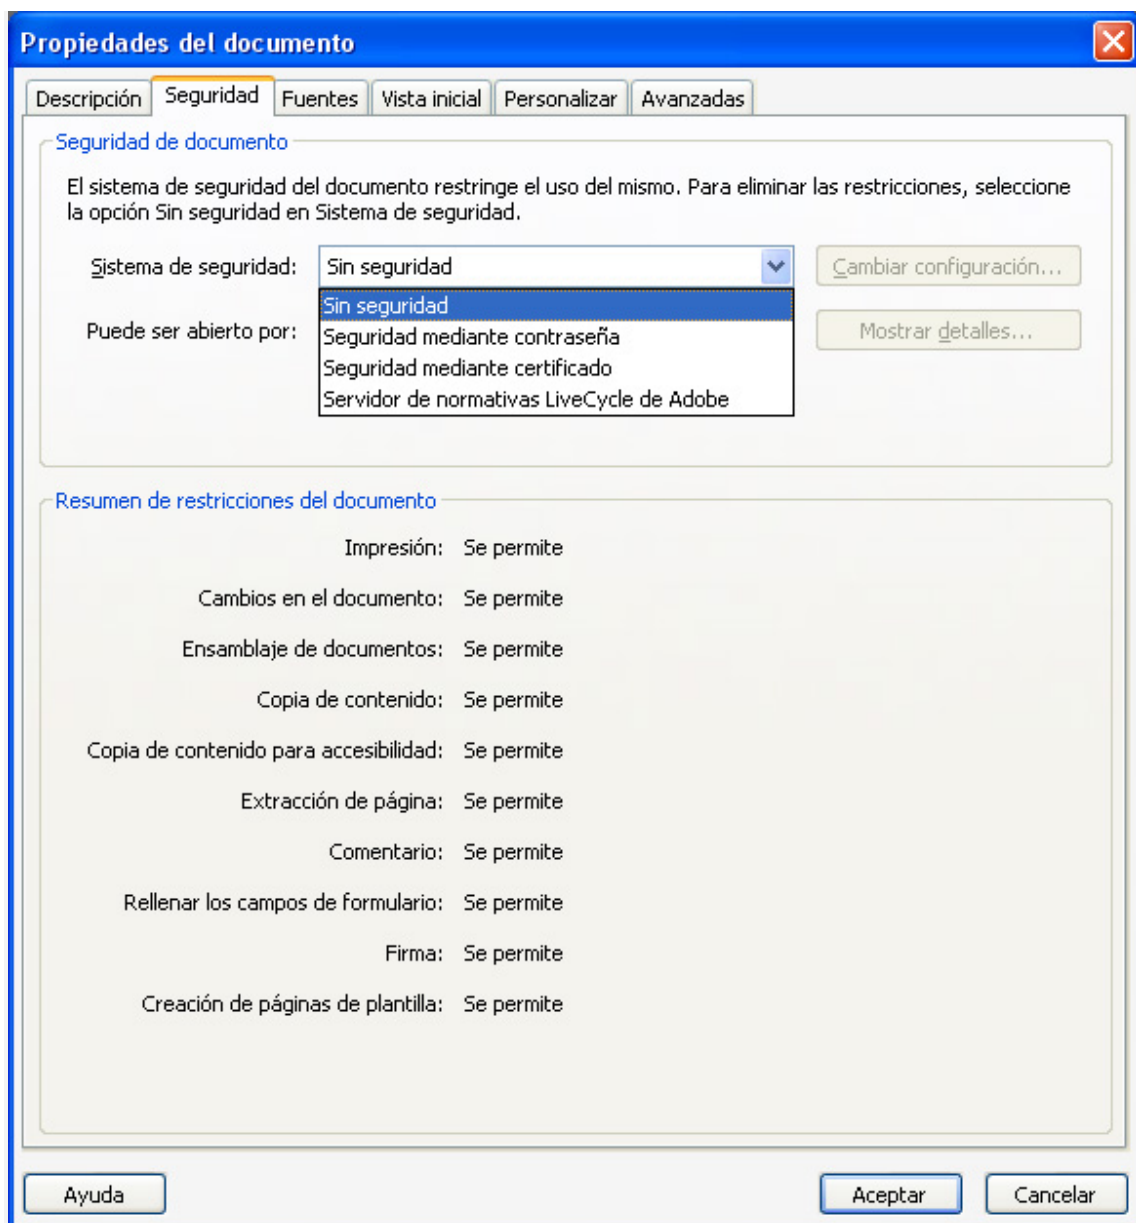 Propiedades del documento
Descripción Seguridad Fuentes Vista inicial Personalizar Avanzadas
Seguridad de documento
El sistema de seguridad del documento restringe el uso del mismo. Para eliminar las restricciones, seleccione
la opción Sin seguridad en Sistema de seguridad.
Sistema de seguridad: Sin seguridad Cambiar configuración...
Sin seguridad
Puede ser abierto por: Seguridad mediante contraseña Mostrar detalles...
Seguridad mediante certificado
Servidor de normativas LiveCycle de Adobe
Resumen de restricciones del documento
Impresión: Se permite
Cambios en el documento: Se permite
Ensamblaje de documentos: Se permite
Copia de contenido: Se permite
Copia de contenido para accesibilidad: Se permite
Extracción de página: Se permite
Comentario: Se permite
Rellenar los campos de formulario: Se permite
Firma: Se permite
Creación de páginas de plantilla: Se permite
Ayuda Aceptar Cancelar